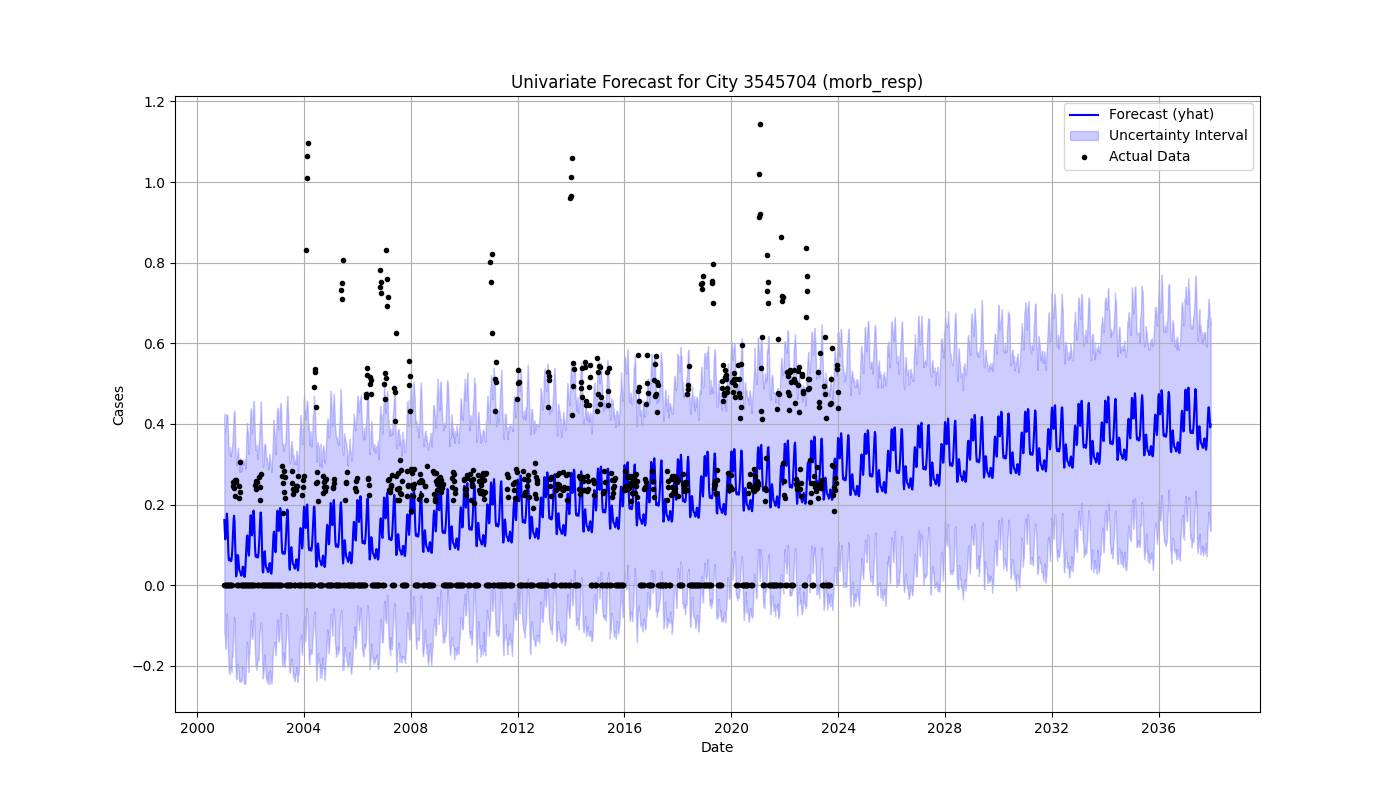 Univariate Forecast for City 3545704 (morb_resp)
Forecast (yhat)
Uncertainty Interval
Actual Data
Cases
1.2
1.0
0.8
0.6
0.4
0.2
0.0
−0.2
2000 2004 2008 2012 2016 2020 2024 2028 2032 2036
Date